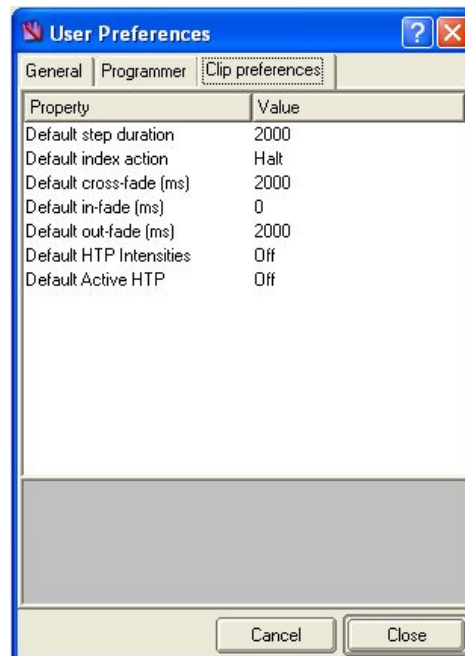 User Preferences
General Programmer Clip preferences
Property Value
Default step duration 2000
Default index action Halt
Default cross-fade (ms) 2000
Default in-fade (ms) 0
Default out-fade (ms) 2000
Default HTP Intensities Off
Default Active HTP Off
Cancel Close